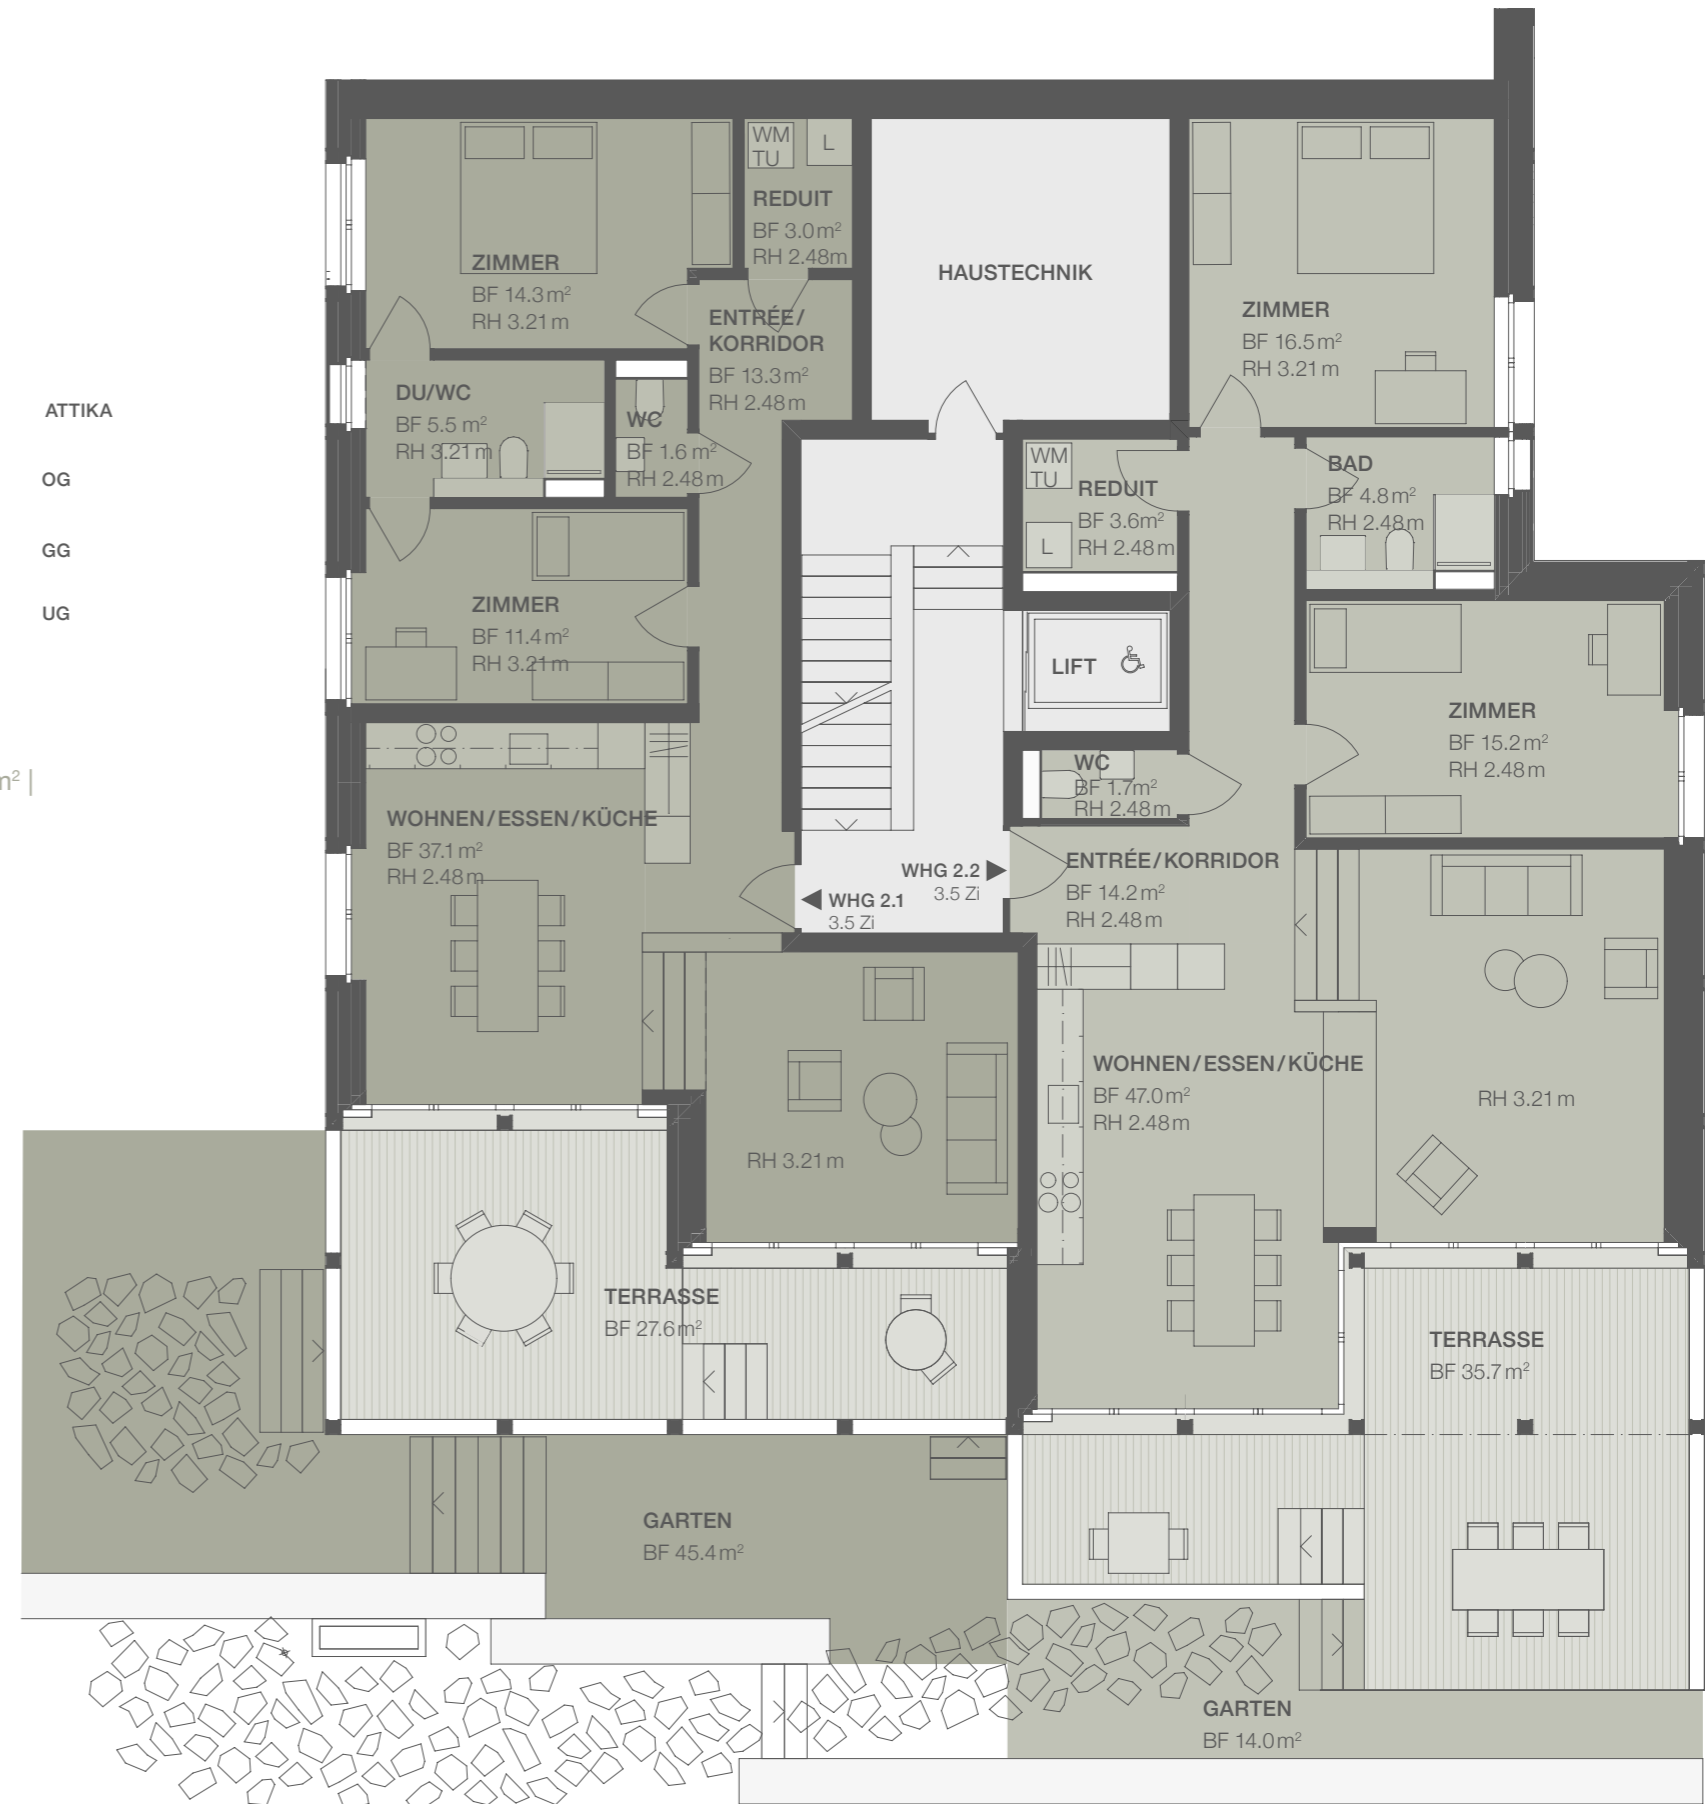 ATTIKA
OG
GG
UG
m² |
ZIMMER
BF 14.3 m²
RH 3.21 m
WM
TU
L
REDUIT
BF 3.0 m²
RH 2.48 m
ENTRÉE/
KORRIDOR
BF 13.3 m²
RH 2.48 m
DU/WC
BF 5.5 m²
RH 3.21 m
WC
BF 1.6 m²
RH 2.48 m
ZIMMER
BF 11.4 m²
RH 3.21 m
WOHNEN/ESSEN/KÜCHE
BF 37.1 m²
RH 2.48 m
RH 3.21 m
TERRASSE
BF 27.6 m²
GARTEN
BF 45.4 m²
HAUSTECHNIK
LIFT
WHG 2.1
3.5 Zi
WHG 2.2
3.5 Zi
ZIMMER
BF 16.5 m²
RH 3.21 m
WM
TU
L
REDUIT
BF 3.6 m²
RH 2.48 m
BAD
BF 4.8 m²
RH 2.48 m
ZIMMER
BF 15.2 m²
RH 2.48 m
WC
BF 1.7 m²
RH 2.48 m
ENTRÉE/KORRIDOR
BF 14.2 m²
RH 2.48 m
WOHNEN/ESSEN/KÜCHE
BF 47.0 m²
RH 2.48 m
RH 3.21 m
TERRASSE
BF 35.7 m²
GARTEN
BF 14.0 m²